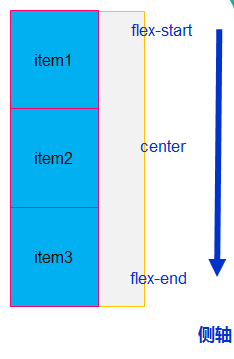 flex-start
item1
center
item2
item3
flex-end
侧轴